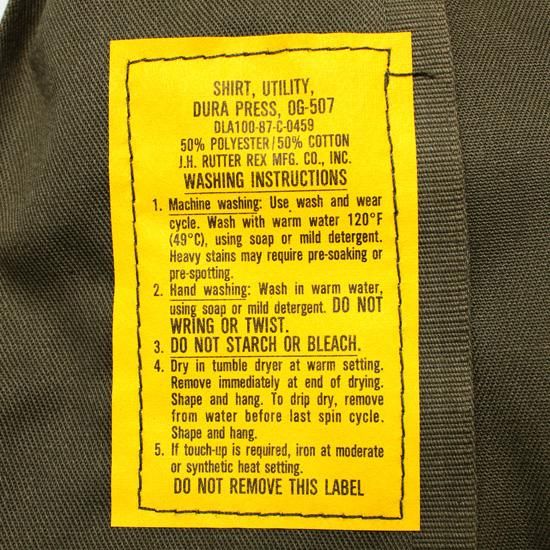 SHIRT, UTILITY,
DURA PRESS, OG-507
DLA100-87-C-0459
50% POLYESTER/50% COTTON
J.H. RUTTER REX MFG. CO., INC.
WASHING INSTRUCTIONS
1. Machine washing: Use wash and wear
cycle. Wash with warm water 120°F
(49°C), using soap or mild detergent.
Heavy stains may require pre-soaking or
pre-spotting.
2. Hand washing: Wash in warm water,
using soap or mild detergent. DO NOT
WRING OR TWIST.
3. DO NOT STARCH OR BLEACH.
4. Dry in tumble dryer at warm setting.
Remove immediately at end of drying.
Shape and hang. To drip dry, remove
from water before last spin cycle.
Shape and hang.
5. If touch-up is required, iron at moderate
or synthetic heat setting.
DO NOT REMOVE THIS LABEL